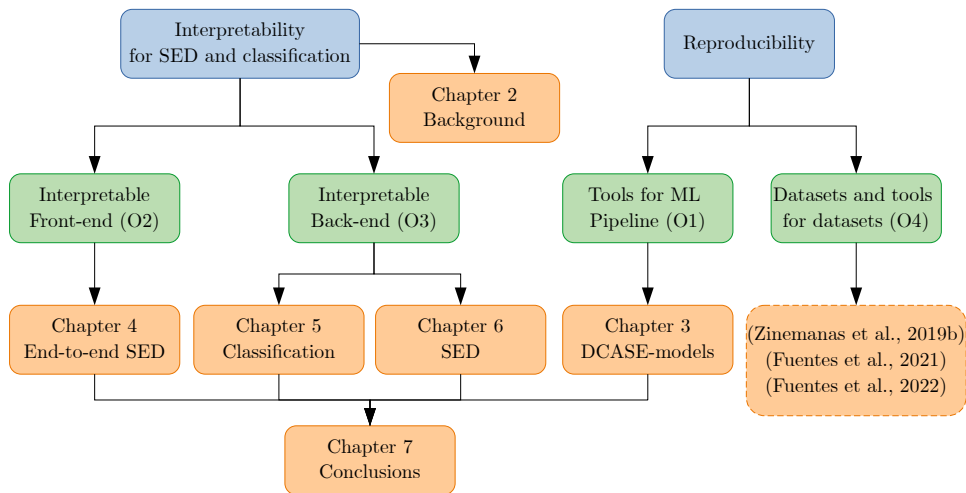 Interpretability
for SED and classification
Reproducibility
Chapter 2
Background
Interpretable
Front-end (O2)
Interpretable
Back-end (O3)
Tools for ML
Pipeline (O1)
Datasets and tools
for datasets (O4)
Chapter 4
End-to-end SED
Chapter 5
Classification
Chapter 6
SED
Chapter 3
DCASE-models
(Zinemanas et al., 2019b)
(Fuentes et al., 2021)
(Fuentes et al., 2022)
Chapter 7
Conclusions